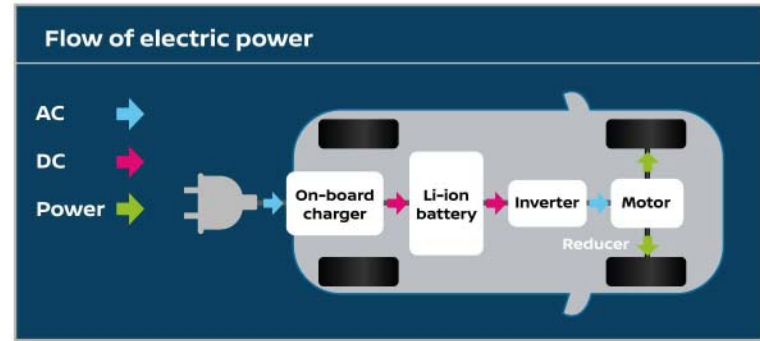 Flow of electric power
AC
DC
Power
On-board
charger
Li-ion
battery
Inverter
Motor
Reducer